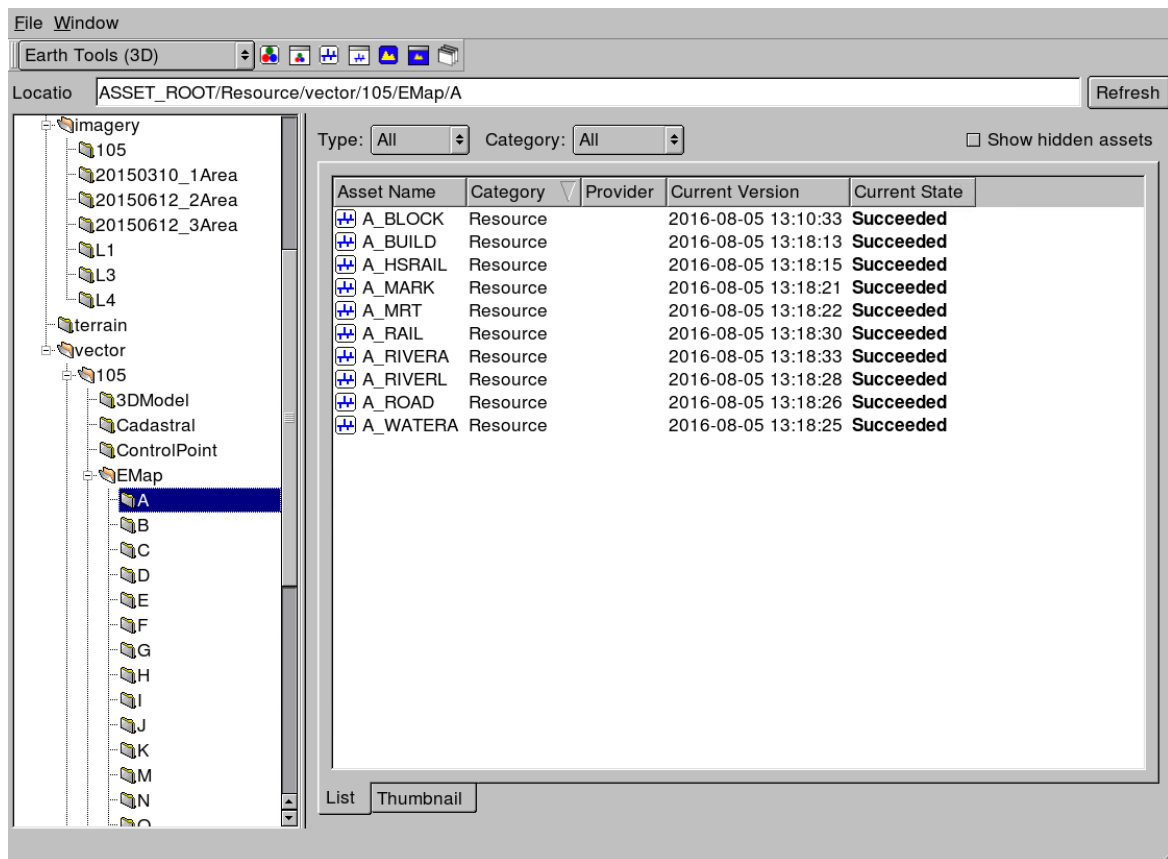 File Window
Earth Tools (3D)
Locatio ASSET_ROOT/Resource/vector/105/EMap/A Refresh
imagery
105
20150310_1Area
20150612_2Area
20150612_3Area
L1
L3
L4
terrain
vector
105
3DModel
Cadastral
ControlPoint
EMap
A
B
C
D
E
F
G
H
I
J
K
M
N
Type: All Category: All Show hidden assets
Asset Name Category Provider Current Version Current State
A_BLOCK Resource 2016-08-05 13:10:33 Succeeded
A_BUILD Resource 2016-08-05 13:18:13 Succeeded
A_HSRAIL Resource 2016-08-05 13:18:15 Succeeded
A_MARK Resource 2016-08-05 13:18:21 Succeeded
A_MRT Resource 2016-08-05 13:18:22 Succeeded
A_RAIL Resource 2016-08-05 13:18:30 Succeeded
A_RIVERA Resource 2016-08-05 13:18:33 Succeeded
A_RIVERL Resource 2016-08-05 13:18:28 Succeeded
A_ROAD Resource 2016-08-05 13:18:26 Succeeded
A_WATERA Resource 2016-08-05 13:18:25 Succeeded
List Thumbnail